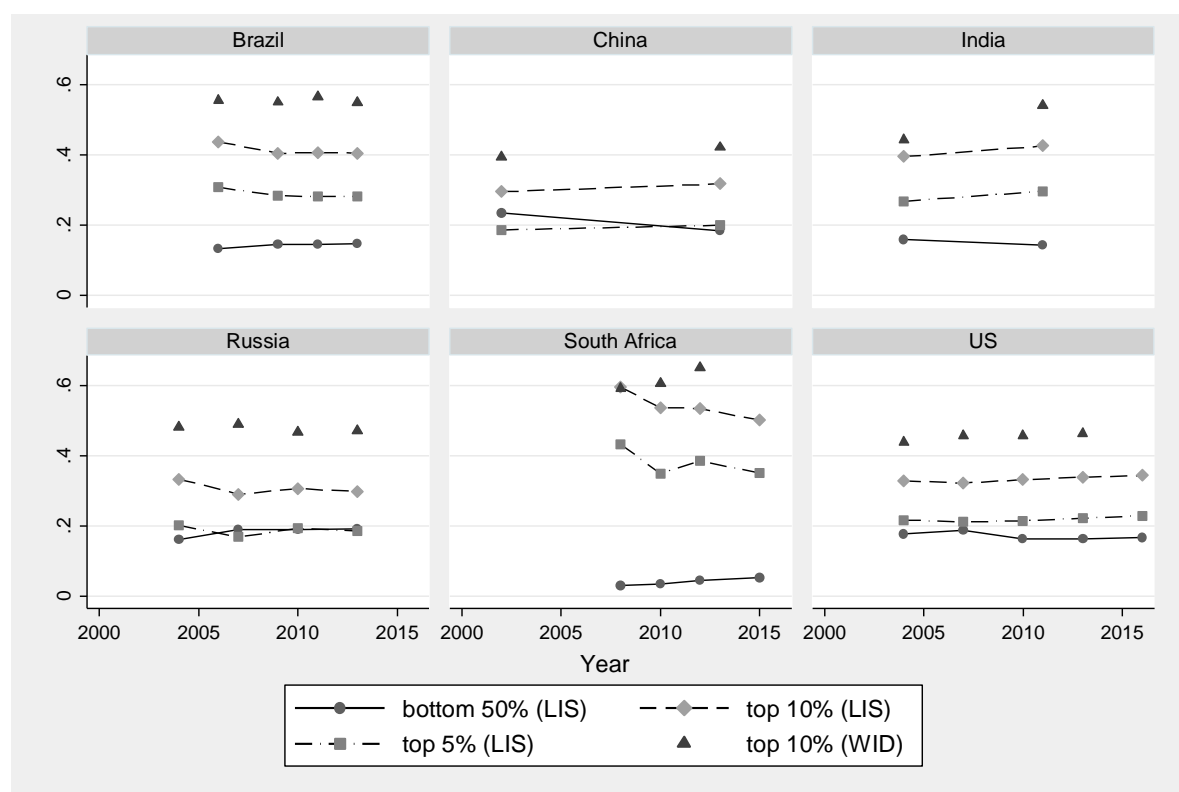 Brazil China India
.6
.4
.2
0
Russia South Africa US
.6
.4
.2
0
2000 2005 2010 2015 2000 2005 2010 2015 2000 2005 2010 2015
Year
bottom 50% (LIS) top 10% (LIS)
top 5% (LIS) top 10% (WID)